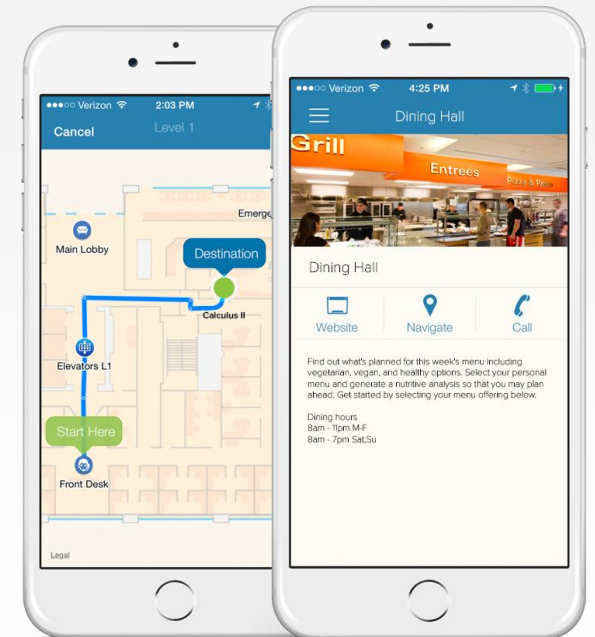 Verizon 2:03 PM
Cancel Level 1
Emerge
Main Lobby
Destination
Calculus II
Elevators L1
Start Here
Front Desk
Legal
Verizon 4:25 PM
Dining Hall
Grill
Entrees
Dining Hall
Website Navigate Call
Find out what's planned for this week's menu including
vegetarian, vegan, and healthy options. Select your personal
menu and generate a nutritive analysis so that you may plan
ahead. Get started by selecting your menu offering below.
Dining hours
8am - 11pm M-F
8am - 7pm Sat,Su